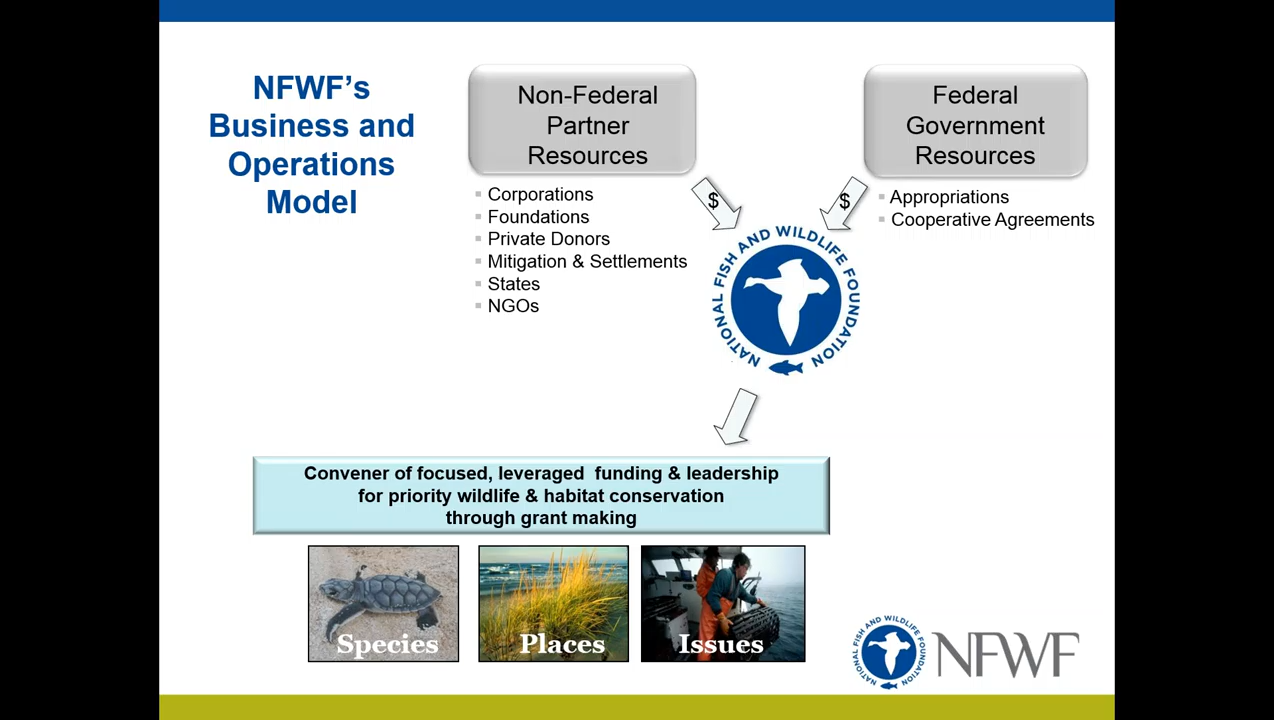 NFWF’s
Business and
Operations
Model
Non-Federal
Partner
Resources
Corporations
Foundations
Private Donors
Mitigation & Settlements
States
NGOs
Federal
Government
Resources
Appropriations
Cooperative Agreements
$
$
NATIONAL FISH AND WILDLIFE FOUNDATION
Convener of focused, leveraged funding & leadership
for priority wildlife & habitat conservation
through grant making
Species
Places
Issues
NATIONAL FISH AND WILDLIFE FOUNDATION
NFWF